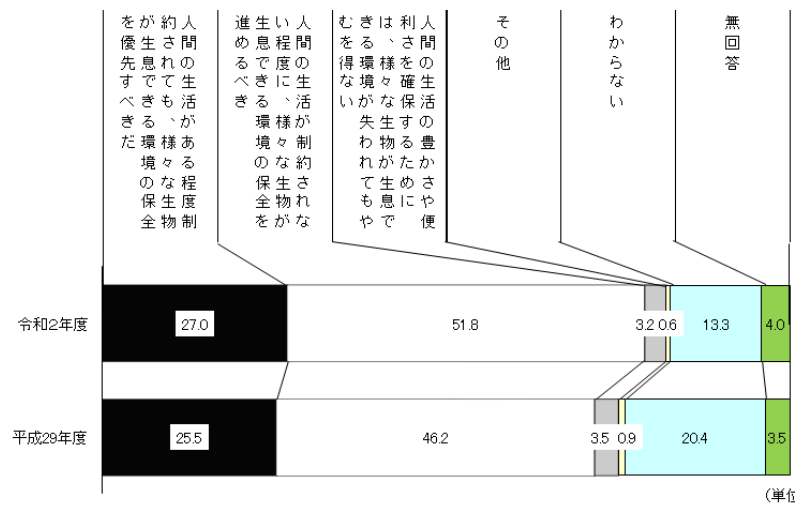 人間の生活がある程度制
約されても、様々な生物
が生息できる環境の保全
を優先すべきだ
人間の生活が制約されな
い程度に、様々な生物が
生息できる環境の保全を
進めるべき
人間の生活の豊かさや便
利さを確保するために
は、様々な生物が生息で
きる環境が失われてもや
むを得ない
その他
わからない
無回答
令和2年度 27.0 51.8 3.2 0.6 13.3 4.0
平成29年度 25.5 46.2 3.5 0.9 20.4 3.5
(単位